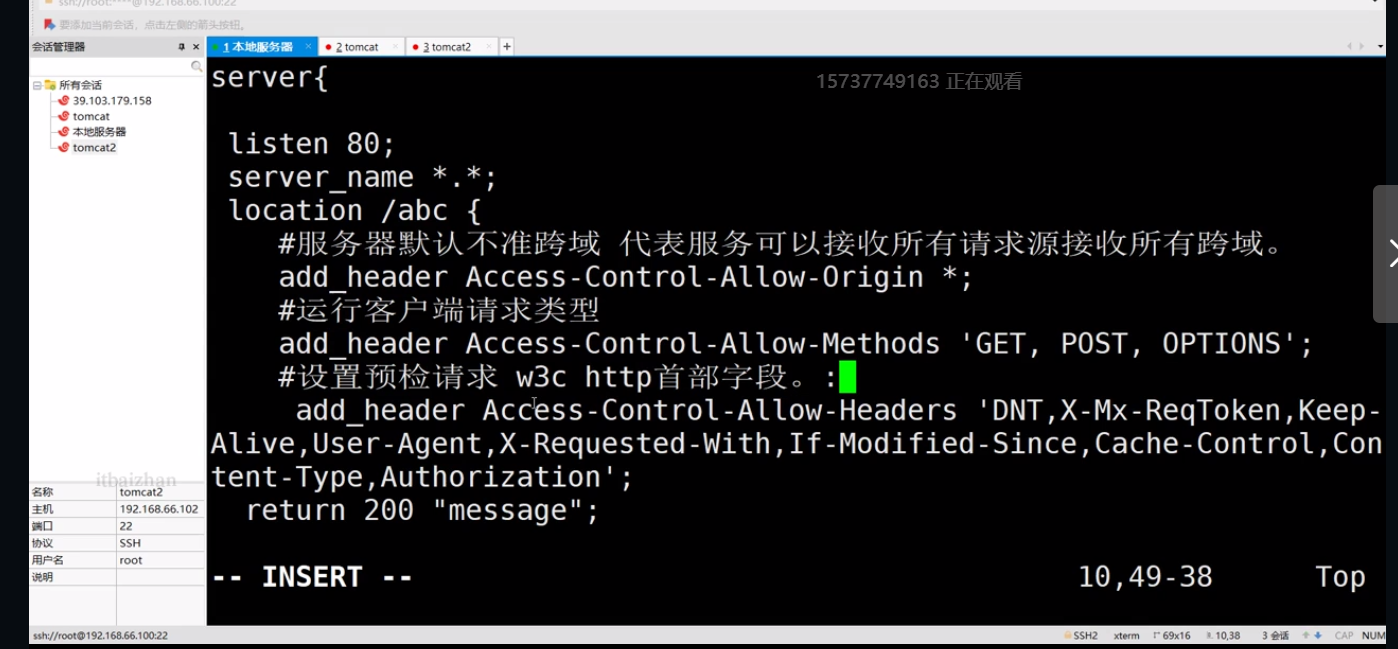 ssh://root:****@192.168.66.100:22
要添加当前会话，点击左侧的箭头按钮。
会话管理器
1 本地服务器
2 tomcat
3 tomcat2
所有会话
39.103.179.158
tomcat
本地服务器
tomcat2
server{
15737749163 正在观看
listen 80;
server_name *.*;
location /abc {
#服务器默认不准跨域 代表服务可以接收所有请求源接收所有跨域。
add_header Access-Control-Allow-Origin *;
#运行客户端请求类型
add_header Access-Control-Allow-Methods 'GET, POST, OPTIONS';
#设置预检请求 w3c http首部字段。:
add_header Access-Control-Allow-Headers 'DNT,X-Mx-ReqToken,Keep-
Alive,User-Agent,X-Requested-With,If-Modified-Since,Cache-Control,Con
tent-Type,Authorization';
return 200 "message";
-- INSERT -- 10,49-38 Top
itbaizhan
名称 tomcat2
主机 192.168.66.102
端口 22
协议 SSH
用户名 root
说明
ssh://root@192.168.66.100:22
SSH2 xterm 69x16 10,38 3 会话 CAP NUM